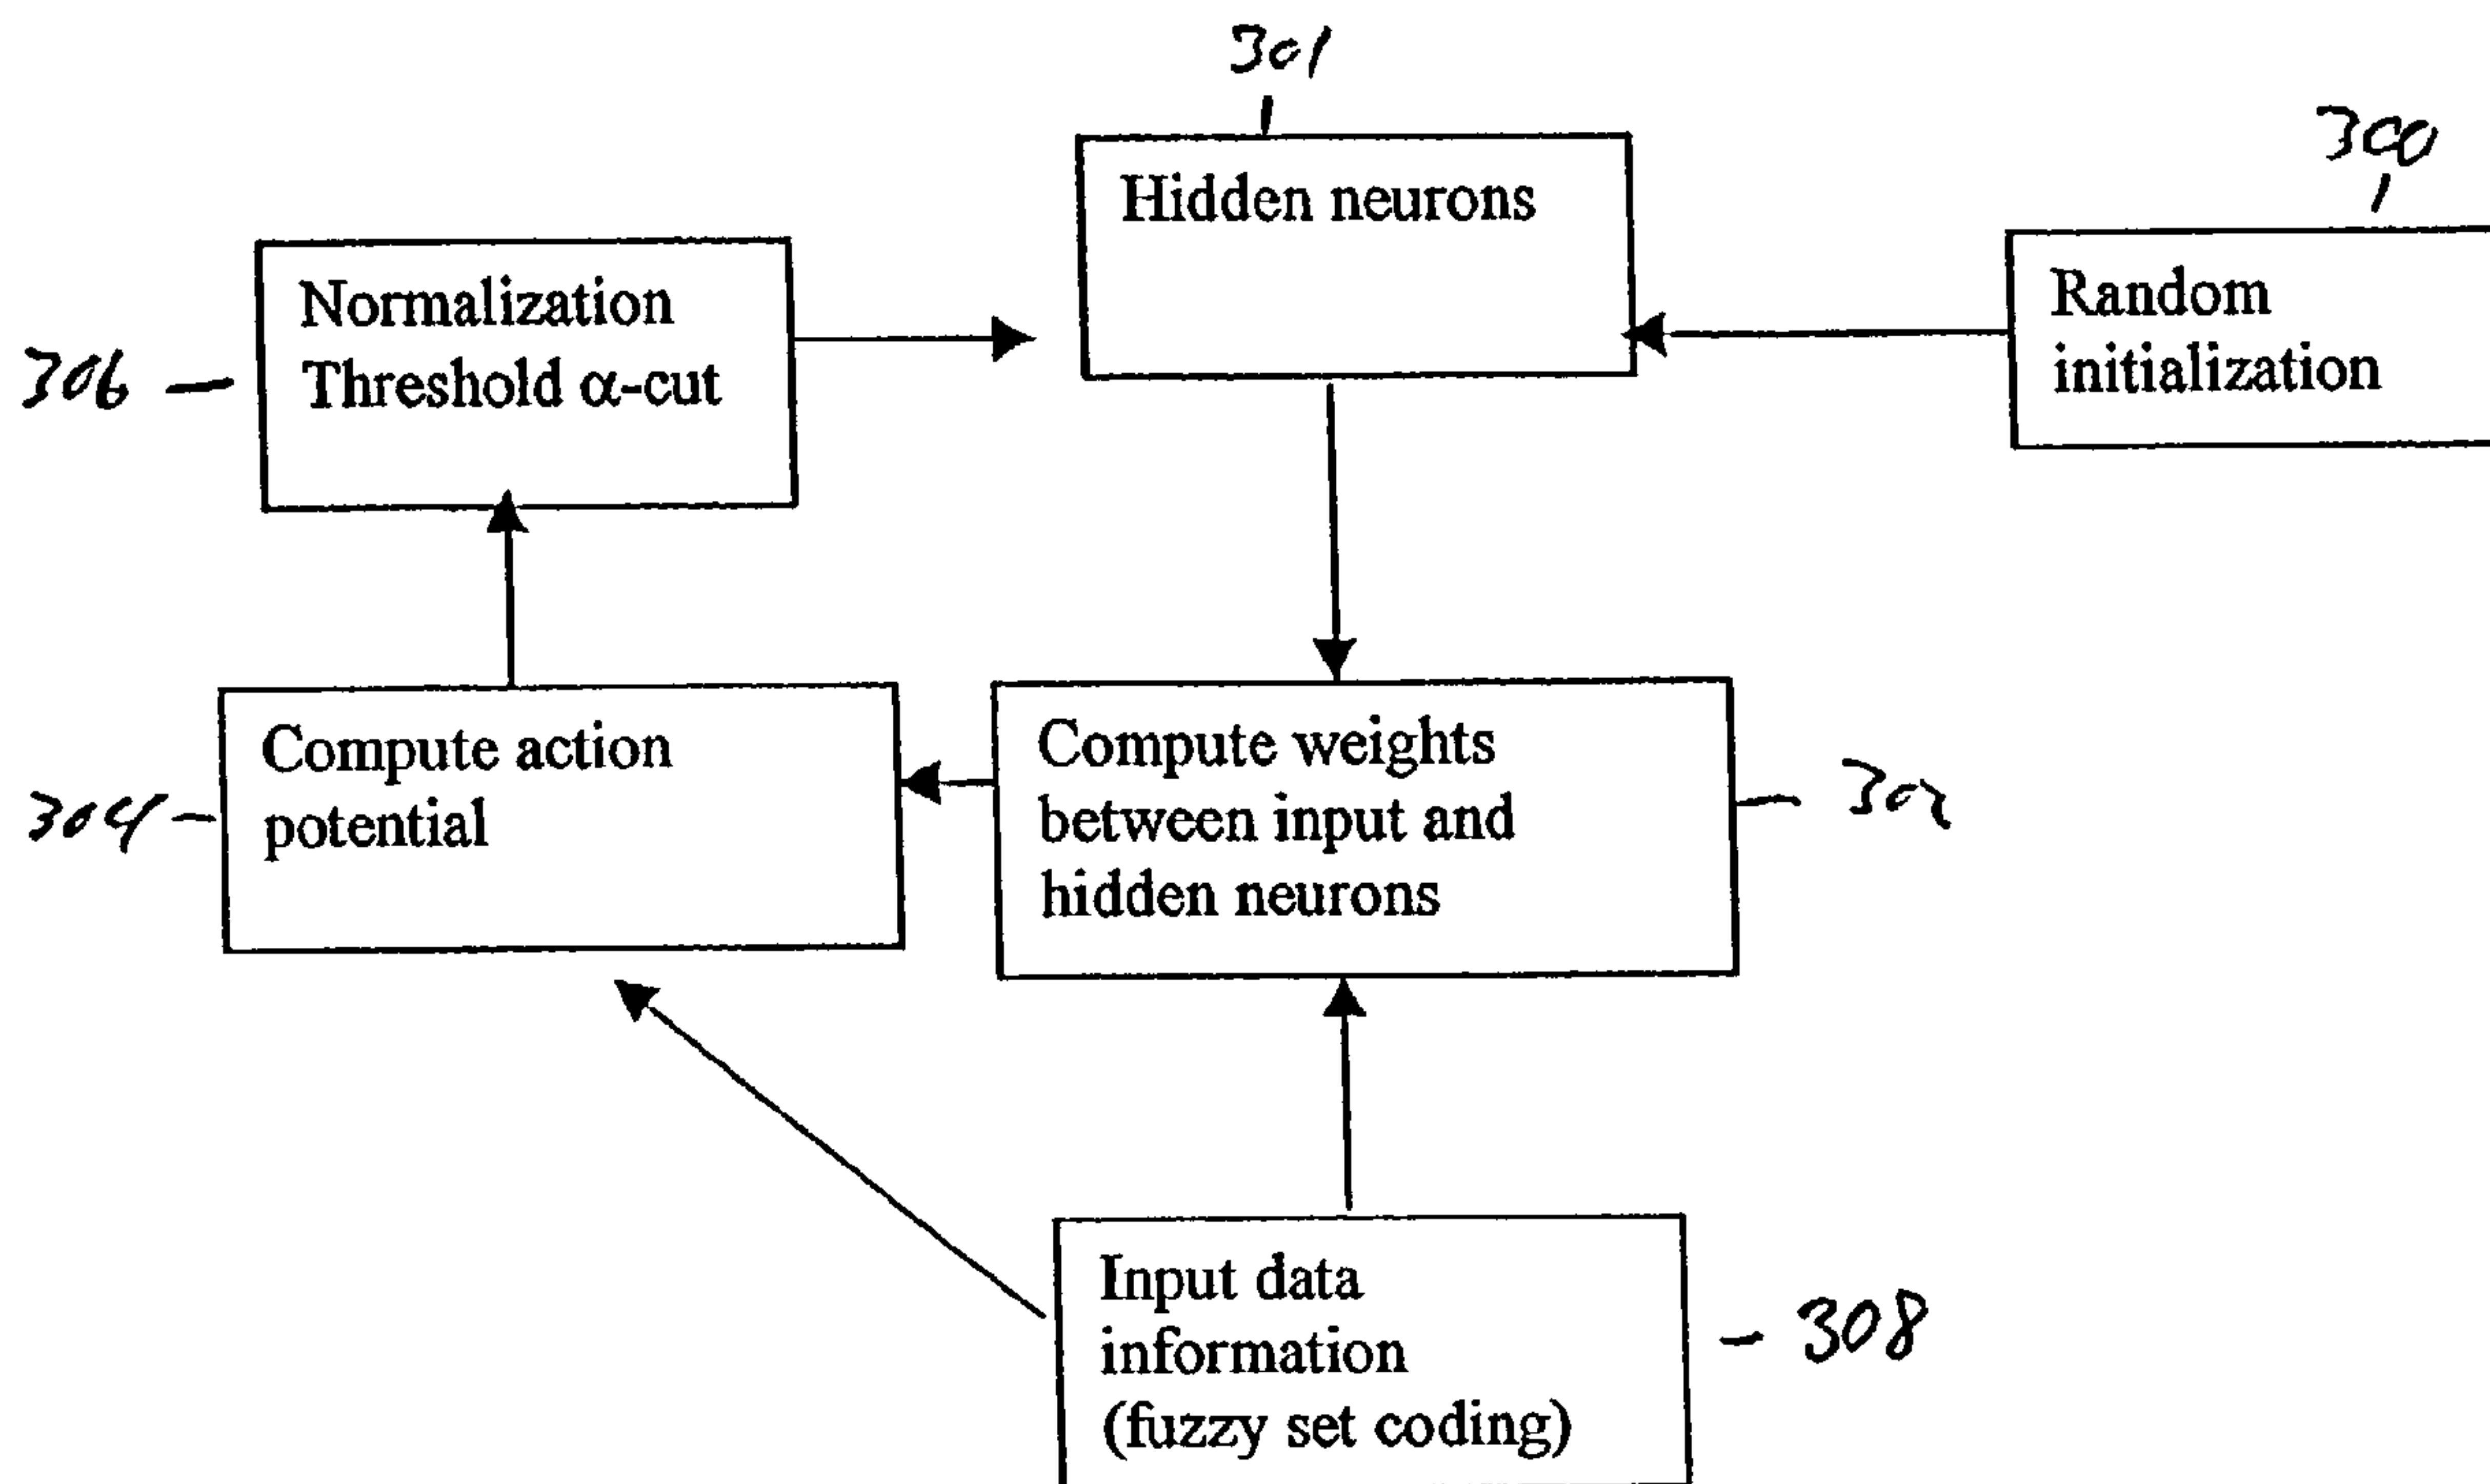 301
Hidden neurons
300
Random
initialization
306
Normalization
Threshold α-cut
304
Compute action
potential
Compute weights
between input and
hidden neurons
302
Input data
information
(fuzzy set coding)
308